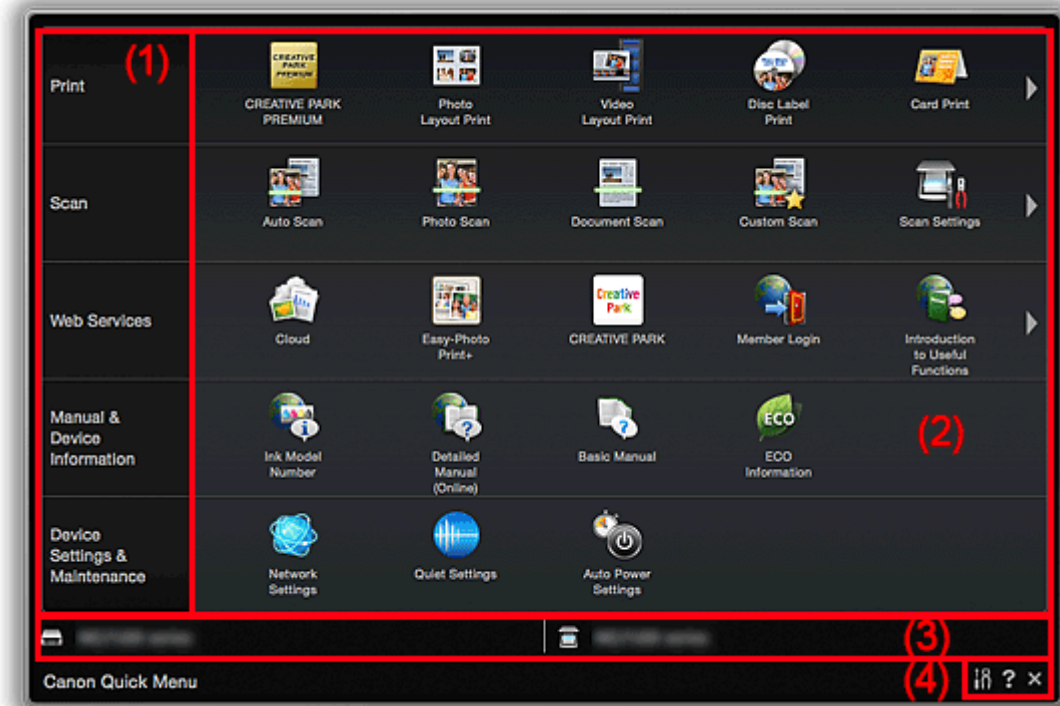 (1)
Print
CREATIVE PARK PREMIUM
CREATIVE PARK
PREMIUM
Photo
Layout Print
Video
Layout Print
Disc Label
Print
Card Print
Scan
Auto Scan
Photo Scan
Document Scan
Custom Scan
Scan Settings
Web Services
Cloud
Easy-Photo
Print+
Creative
Park
CREATIVE PARK
Member Login
Introduction
to Useful
Functions
Manual &
Device
Information
Ink Model
Number
Detailed
Manual
(Online)
Basic Manual
ECO
ECO
Information
(2)
Device
Settings &
Maintenance
Network
Settings
Quiet Settings
Auto Power
Settings
(3)
Canon Quick Menu
(4)
?